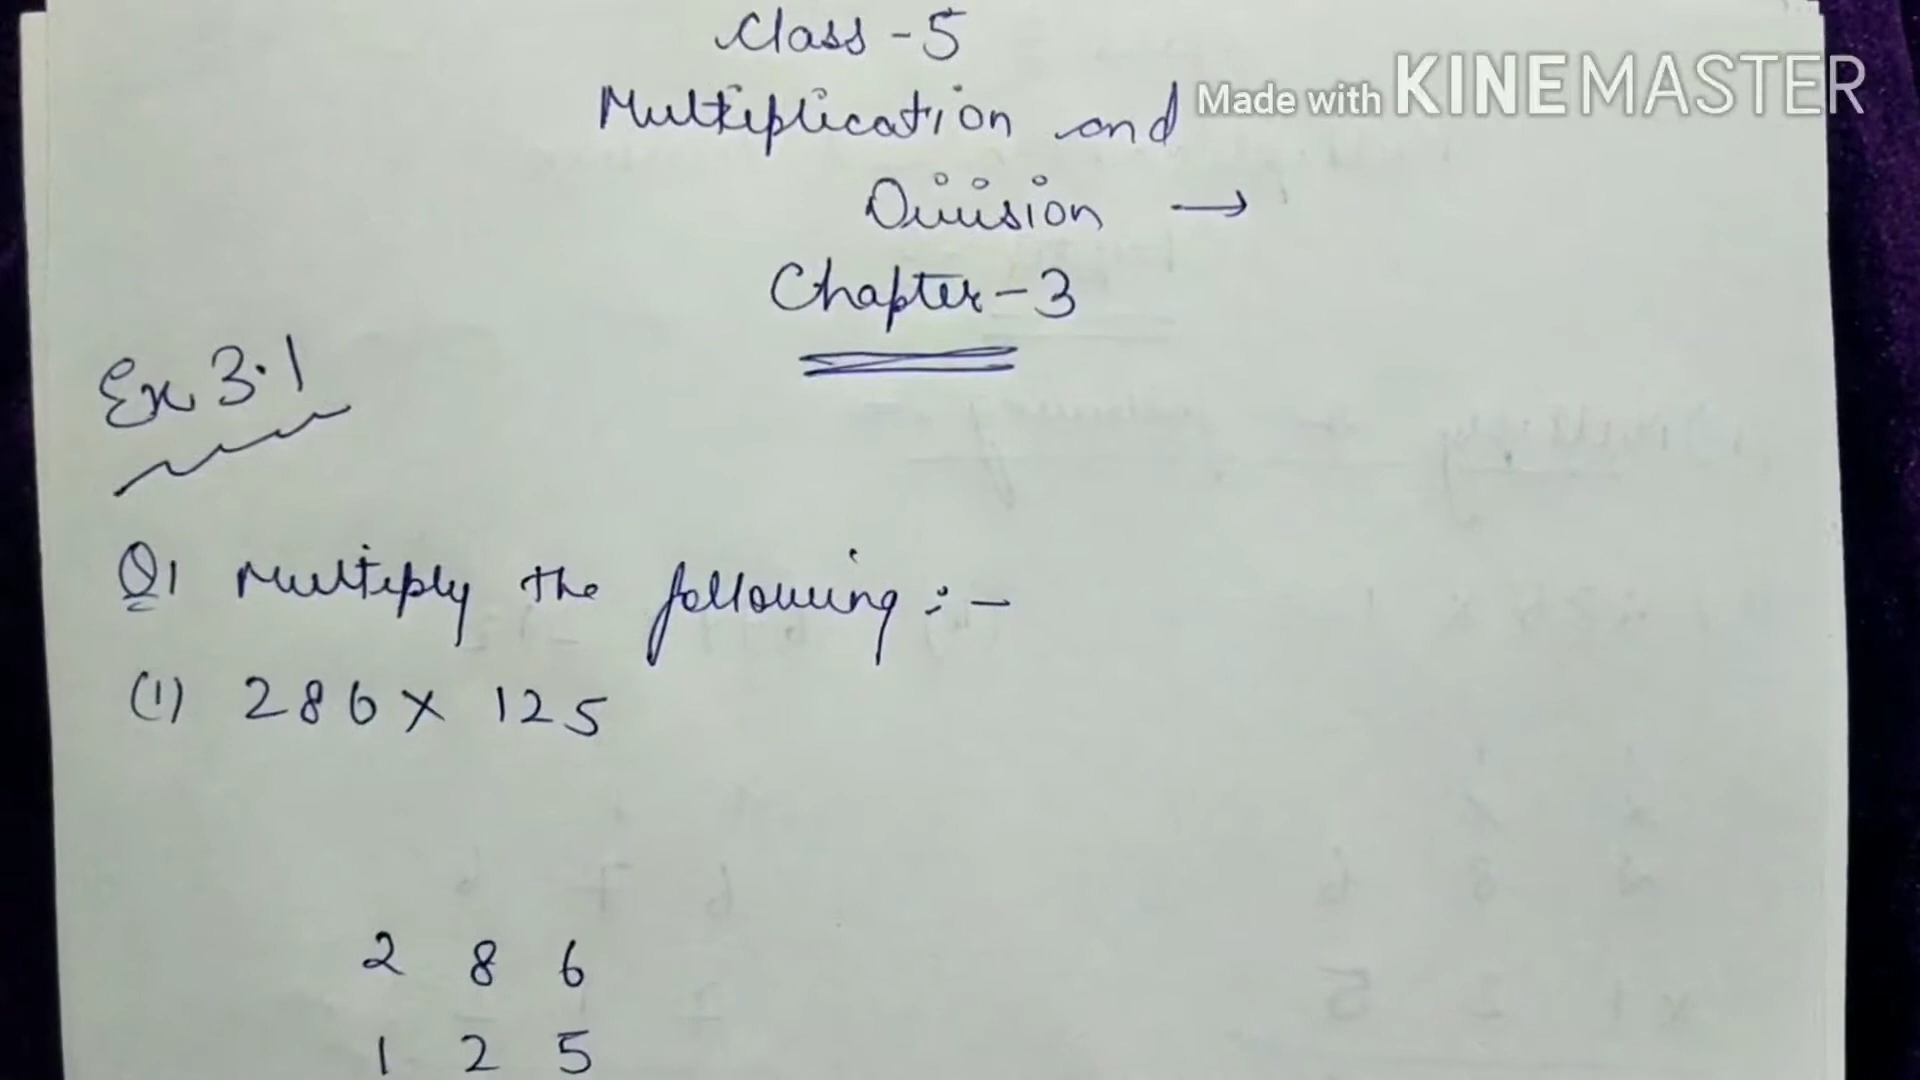 Class - 5
Made with KINEMASTER
Multiplication and
Division →
Chapter - 3
Ex 3.1
Q1 Multiply the following :-
(1) 286 × 125
2 8 6
1 2 5